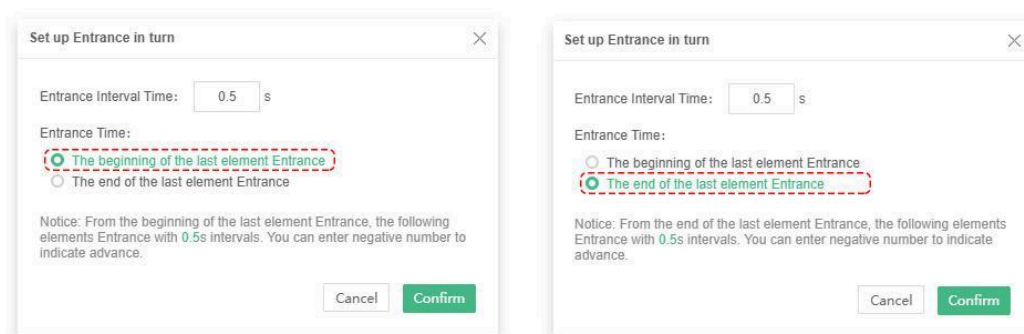 Set up Entrance in turn
Entrance Interval Time: 0.5 s
Entrance Time:
The beginning of the last element Entrance
The end of the last element Entrance
Notice: From the beginning of the last element Entrance, the following
elements Entrance with 0.5s intervals. You can enter negative number to
indicate advance.
Cancel Confirm
Set up Entrance in turn
Entrance Interval Time: 0.5 s
Entrance Time:
The beginning of the last element Entrance
The end of the last element Entrance
Notice: From the end of the last element Entrance, the following elements
Entrance with 0.5s intervals. You can enter negative number to indicate
advance.
Cancel Confirm